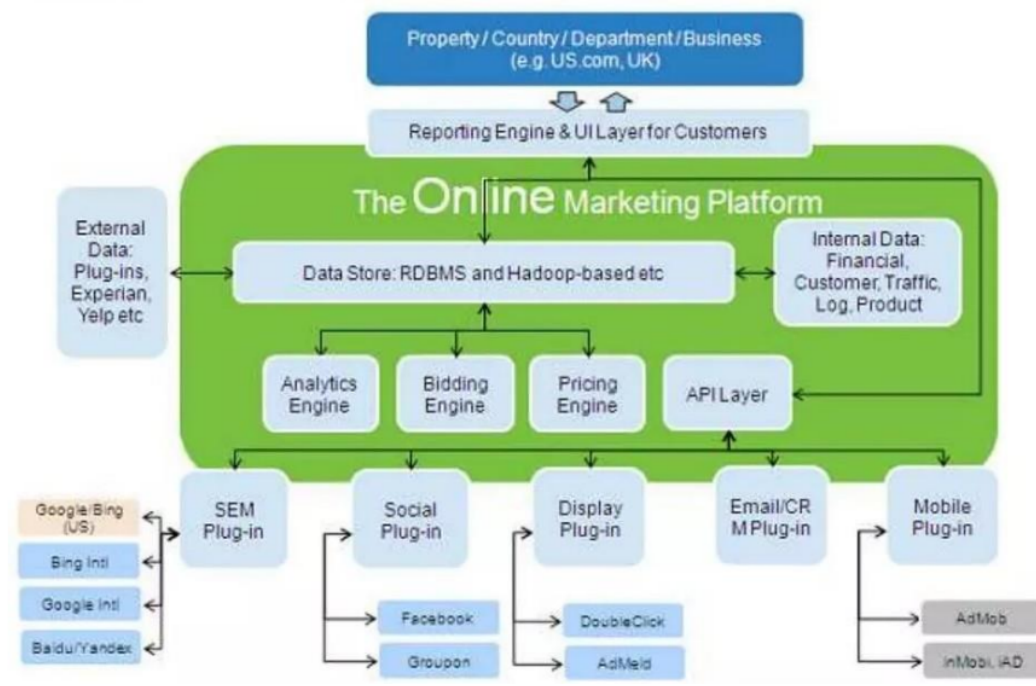 Property / Country / Department / Business
(e.g. US.com, UK)
Reporting Engine & UI Layer for Customers
The Online Marketing Platform
External
Data:
Plug-ins,
Experian,
Yelp etc
Data Store: RDBMS and Hadoop-based etc
Internal Data:
Financial,
Customer, Traffic,
Log, Product
Analytics
Engine
Bidding
Engine
Pricing
Engine
API Layer
SEM
Plug-in
Social
Plug-in
Display
Plug-in
Email/CR
M Plug-in
Mobile
Plug-in
Google/Bing
(US)
Bing Intl
Google Intl
Baidu/Yandex
Facebook
Groupon
DoubleClick
AdMeld
AdMob
InMobi, iAD